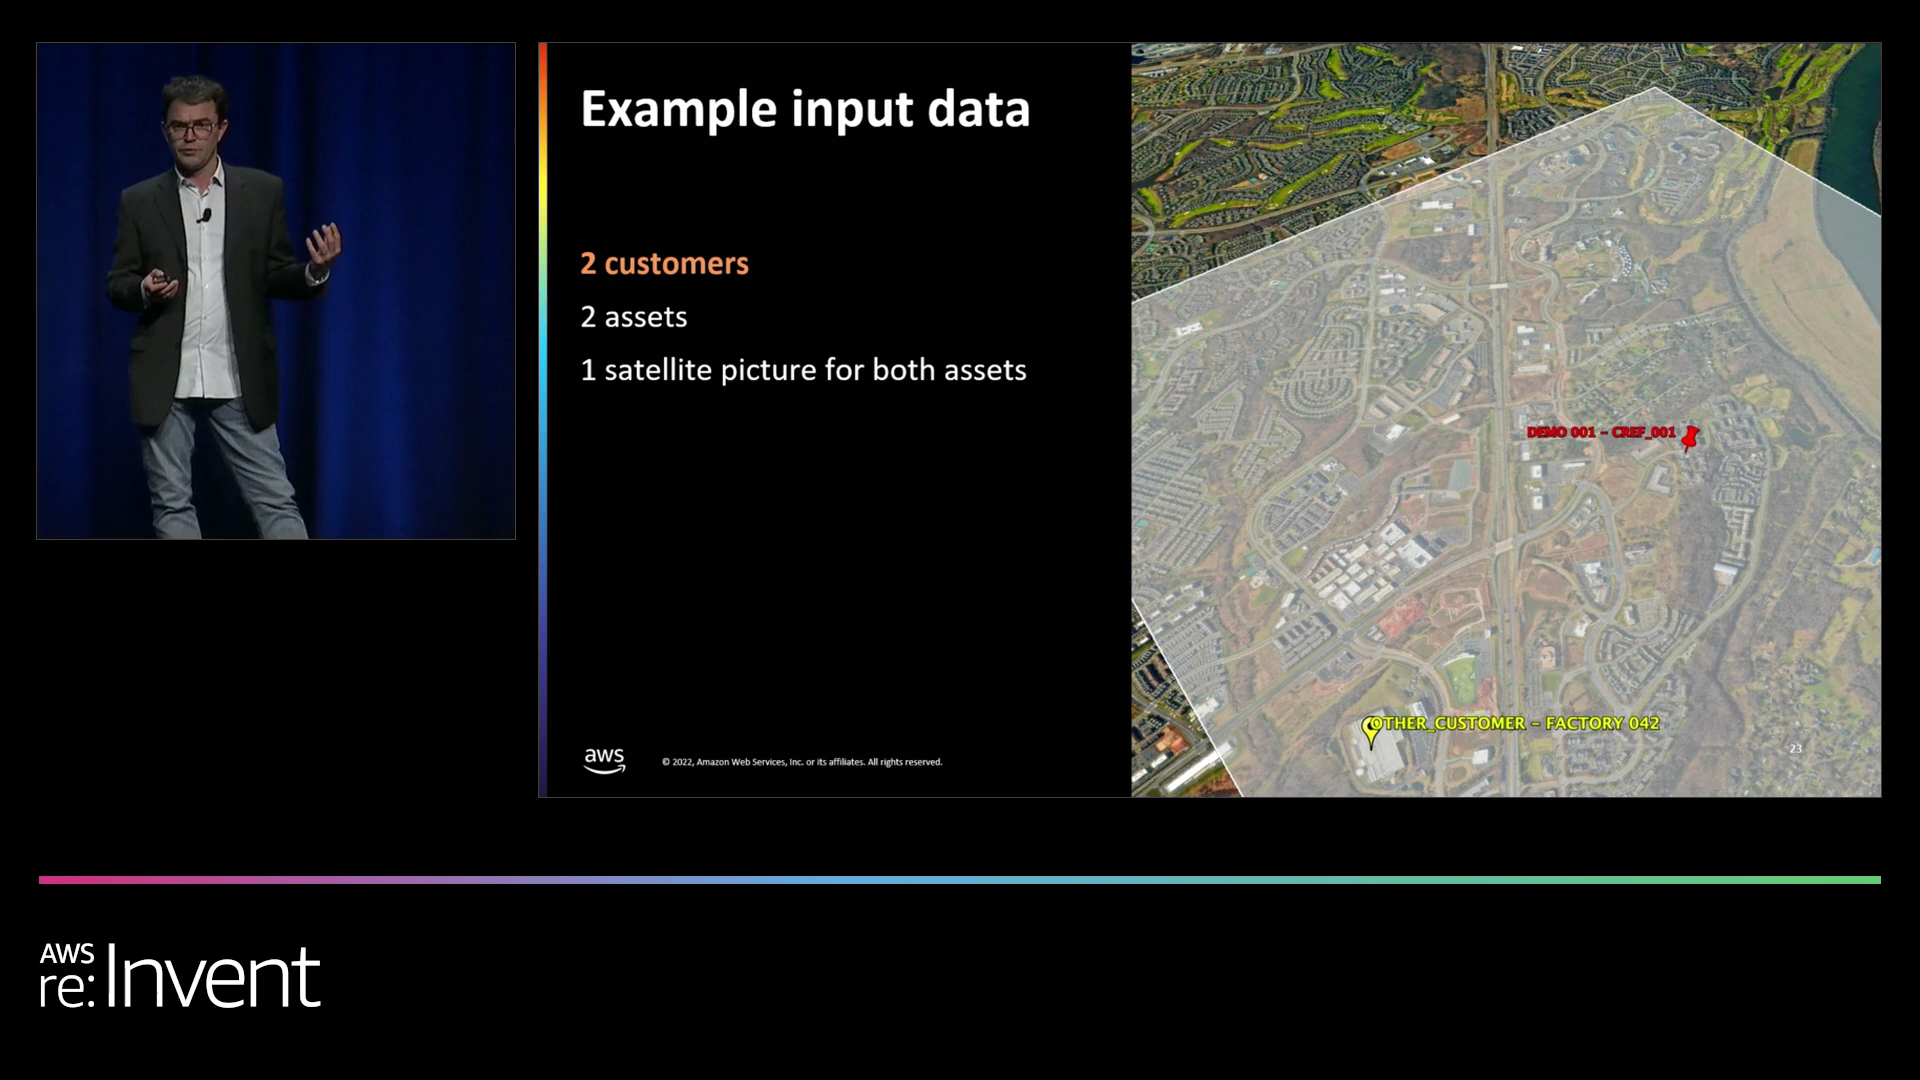 Example input data
2 customers
2 assets
1 satellite picture for both assets
DEMO 001 – CREF_001
OTHER_CUSTOMER – FACTORY 042
23
aws
© 2022, Amazon Web Services, Inc. or its affiliates. All rights reserved.
AWS
re:Invent